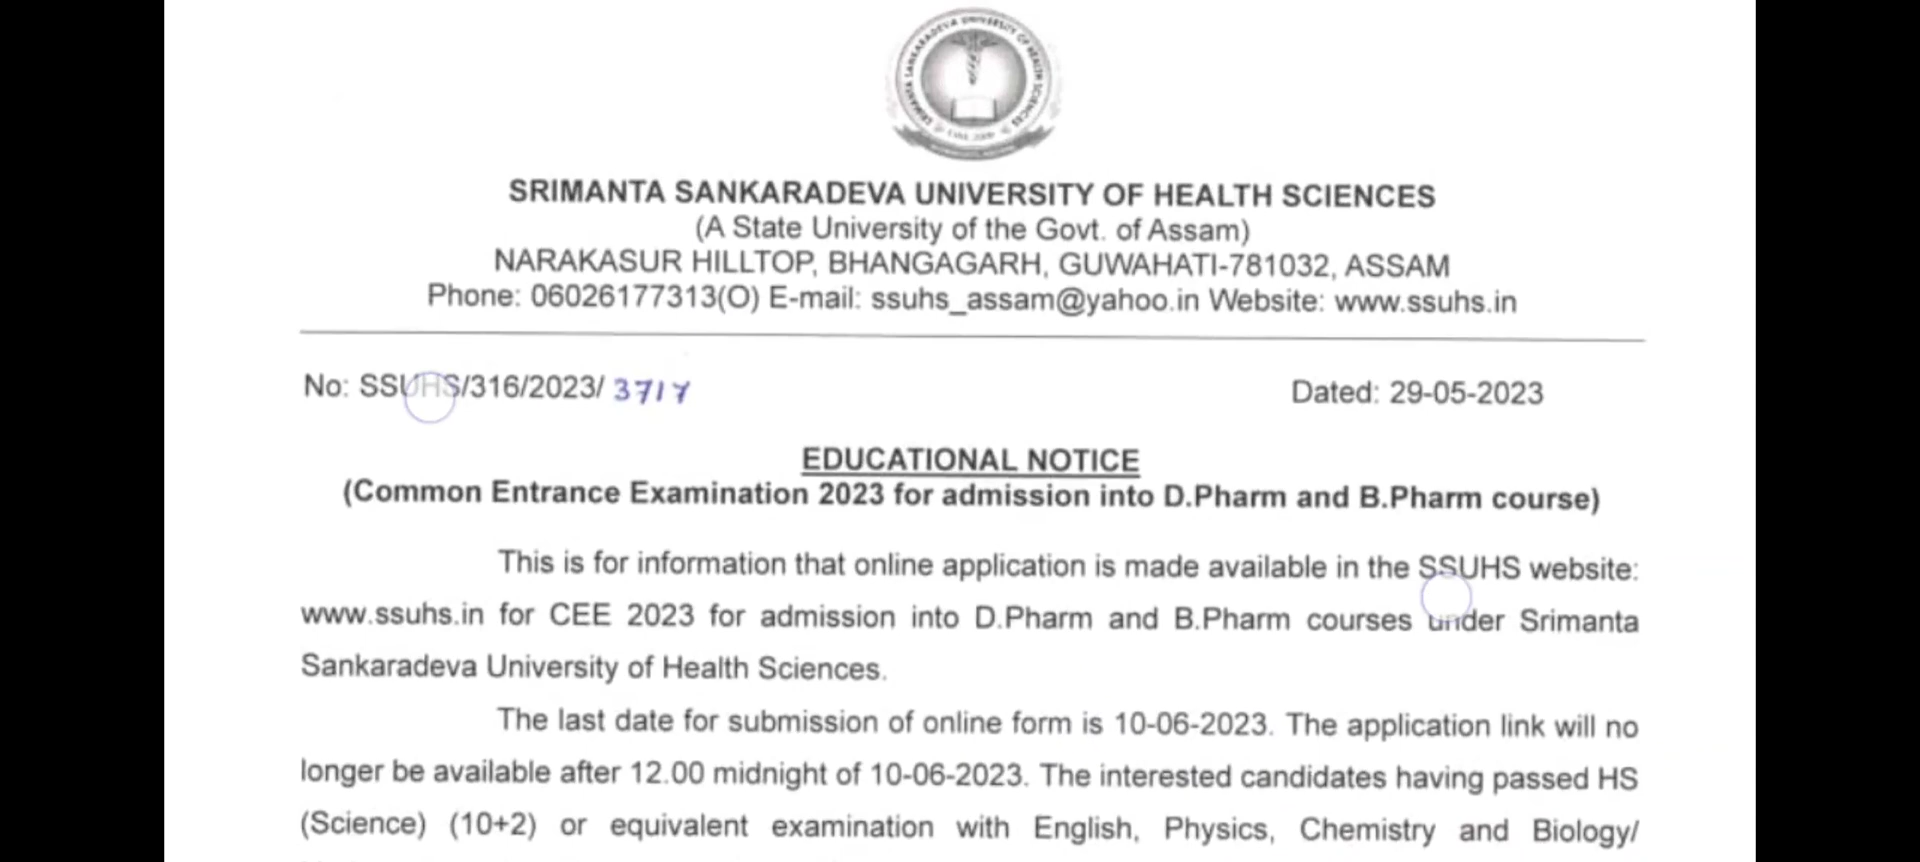 SRIMANTA SANKARADEVA UNIVERSITY OF HEALTH SCIENCES
SRIMANTA SANKARADEVA UNIVERSITY OF HEALTH SCIENCES
(A State University of the Govt. of Assam)
NARAKASUR HILLTOP, BHANGAGARH, GUWAHATI-781032, ASSAM
Phone: 06026177313(O) E-mail: ssuhs_assam@yahoo.in Website: www.ssuhs.in
No: SSUHS/316/2023/ 3717
Dated: 29-05-2023
EDUCATIONAL NOTICE
(Common Entrance Examination 2023 for admission into D.Pharm and B.Pharm course)
This is for information that online application is made available in the SSUHS website:
www.ssuhs.in for CEE 2023 for admission into D.Pharm and B.Pharm courses under Srimanta
Sankaradeva University of Health Sciences.
The last date for submission of online form is 10-06-2023. The application link will no
longer be available after 12.00 midnight of 10-06-2023. The interested candidates having passed HS
(Science) (10+2) or equivalent examination with English, Physics, Chemistry and Biology/